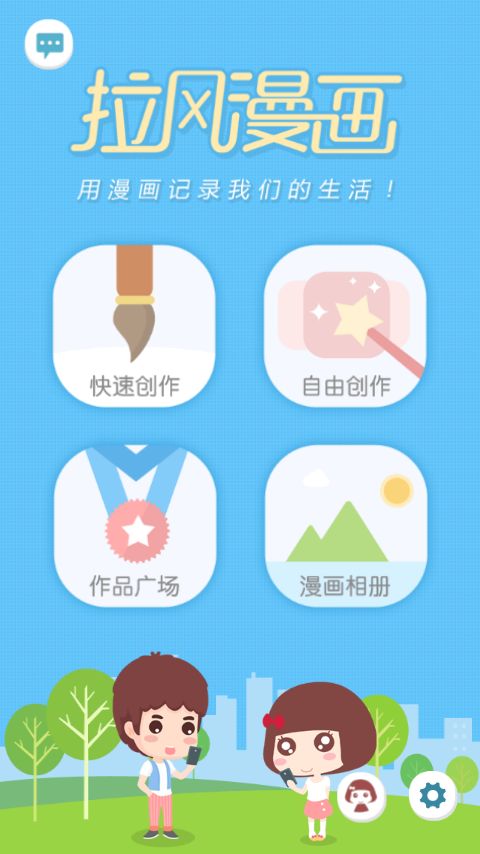 拉风漫画
用漫画记录我们的生活！
快速创作
自由创作
作品广场
漫画相册